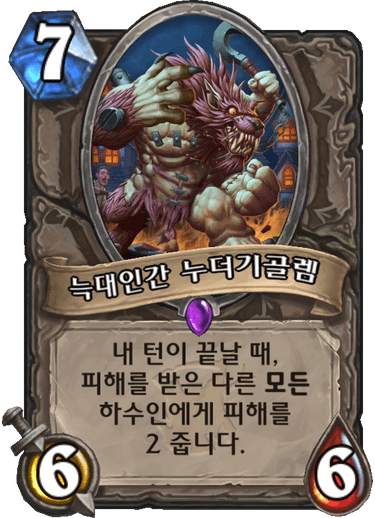 7
늑대인간 누더기골렘
내 턴이 끝날 때,
피해를 받은 다른 모든
하수인에게 피해를
2 줍니다.
6 6